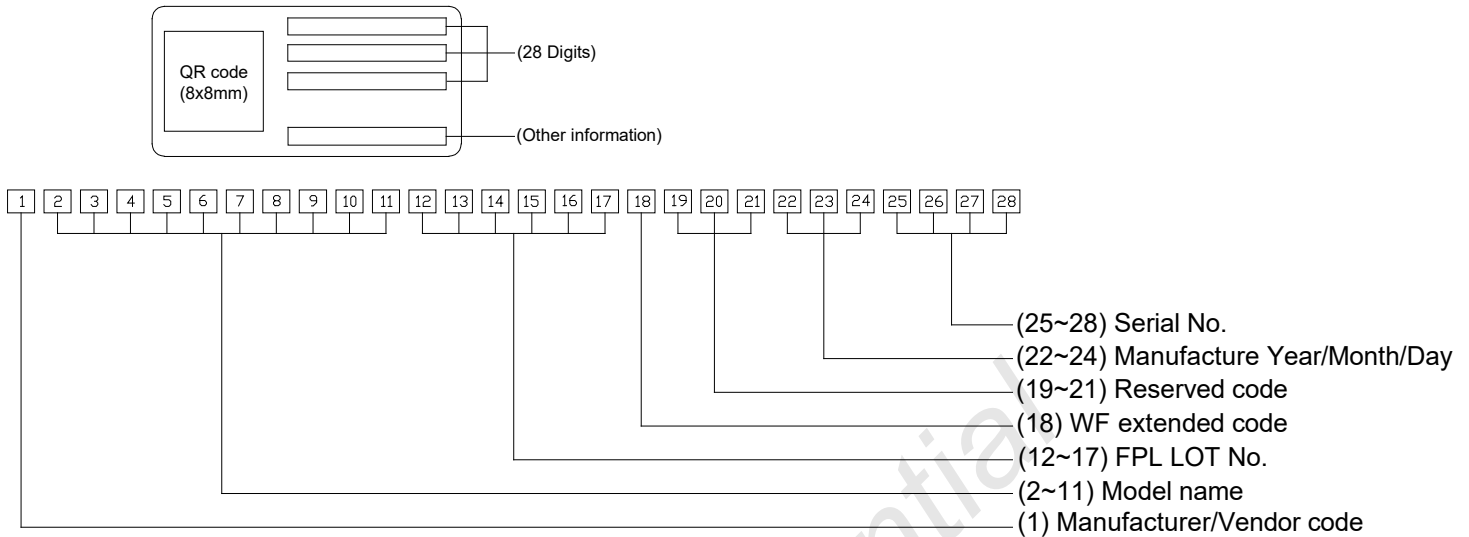 QR code
(8x8mm)
(28 Digits)
(Other information)
1 2 3 4 5 6 7 8 9 10 11 12 13 14 15 16 17 18 19 20 21 22 23 24 25 26 27 28
(25~28) Serial No.
(22~24) Manufacture Year/Month/Day
(19~21) Reserved code
(18) WF extended code
(12~17) FPL LOT No.
(2~11) Model name
(1) Manufacturer/Vendor code
ential